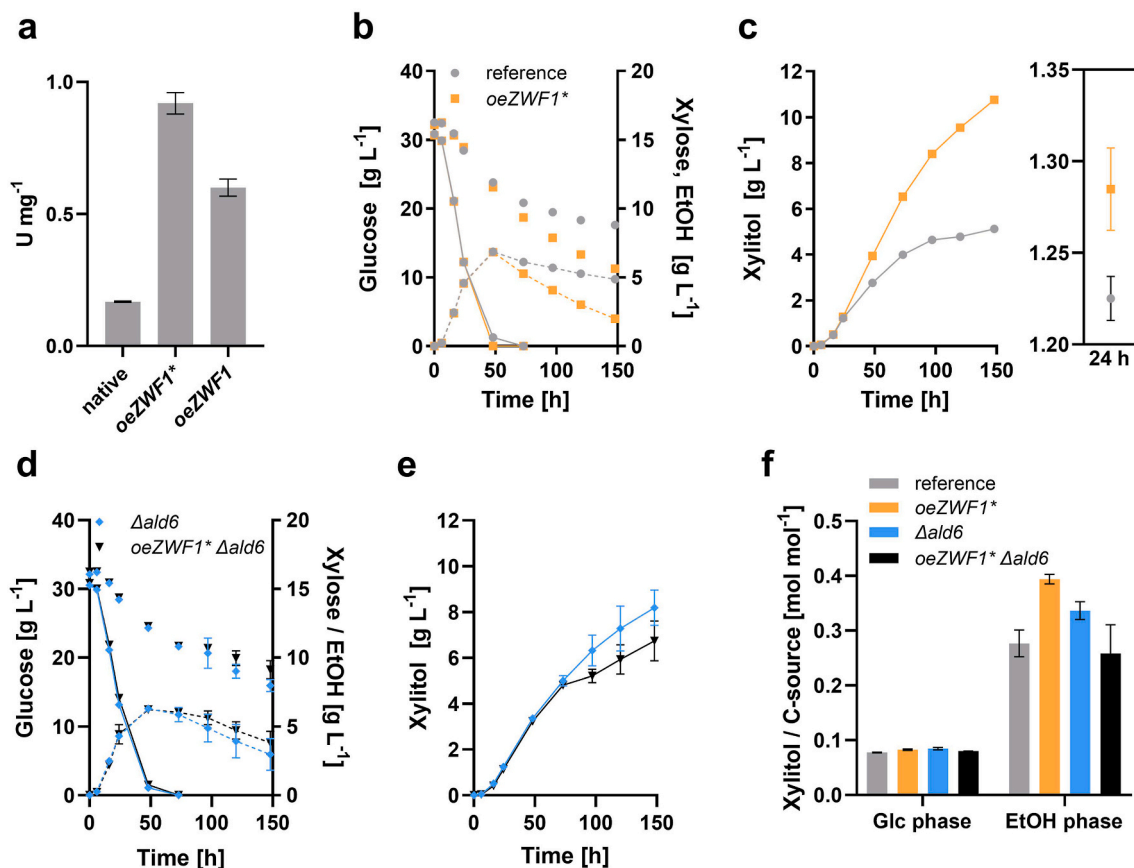 a
1.0
0.5
0.0
U mg⁻¹
native
oeZWF1*
oeZWF1
b
reference
oeZWF1*
40
30
20
10
0
Glucose [g L⁻¹]
20
15
10
5
0
Xylose, EtOH [g L⁻¹]
0 50 100 150
Time [h]
c
12
10
8
6
4
2
0
Xylitol [g L⁻¹]
0 50 100 150
Time [h]
1.35
1.30
1.25
1.20
24 h
d
Δald6
oeZWF1* Δald6
40
30
20
10
0
Glucose [g L⁻¹]
20
15
10
5
0
Xylose / EtOH [g L⁻¹]
0 50 100 150
Time [h]
e
12
10
8
6
4
2
0
Xylitol [g L⁻¹]
0 50 100 150
Time [h]
f
reference
oeZWF1*
Δald6
oeZWF1* Δald6
0.5
0.4
0.3
0.2
0.1
0.0
Xylitol / C-source [mol mol⁻¹]
Glc phase EtOH phase